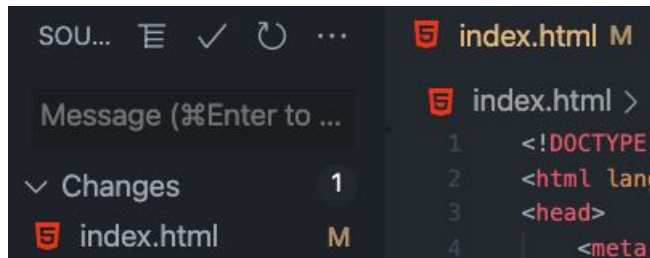 SOU...
Message (⌘Enter to ...
Changes 1
index.html M
index.html M
index.html >
1 <!DOCTYPE
2 <html lan
3 <head>
4 <meta